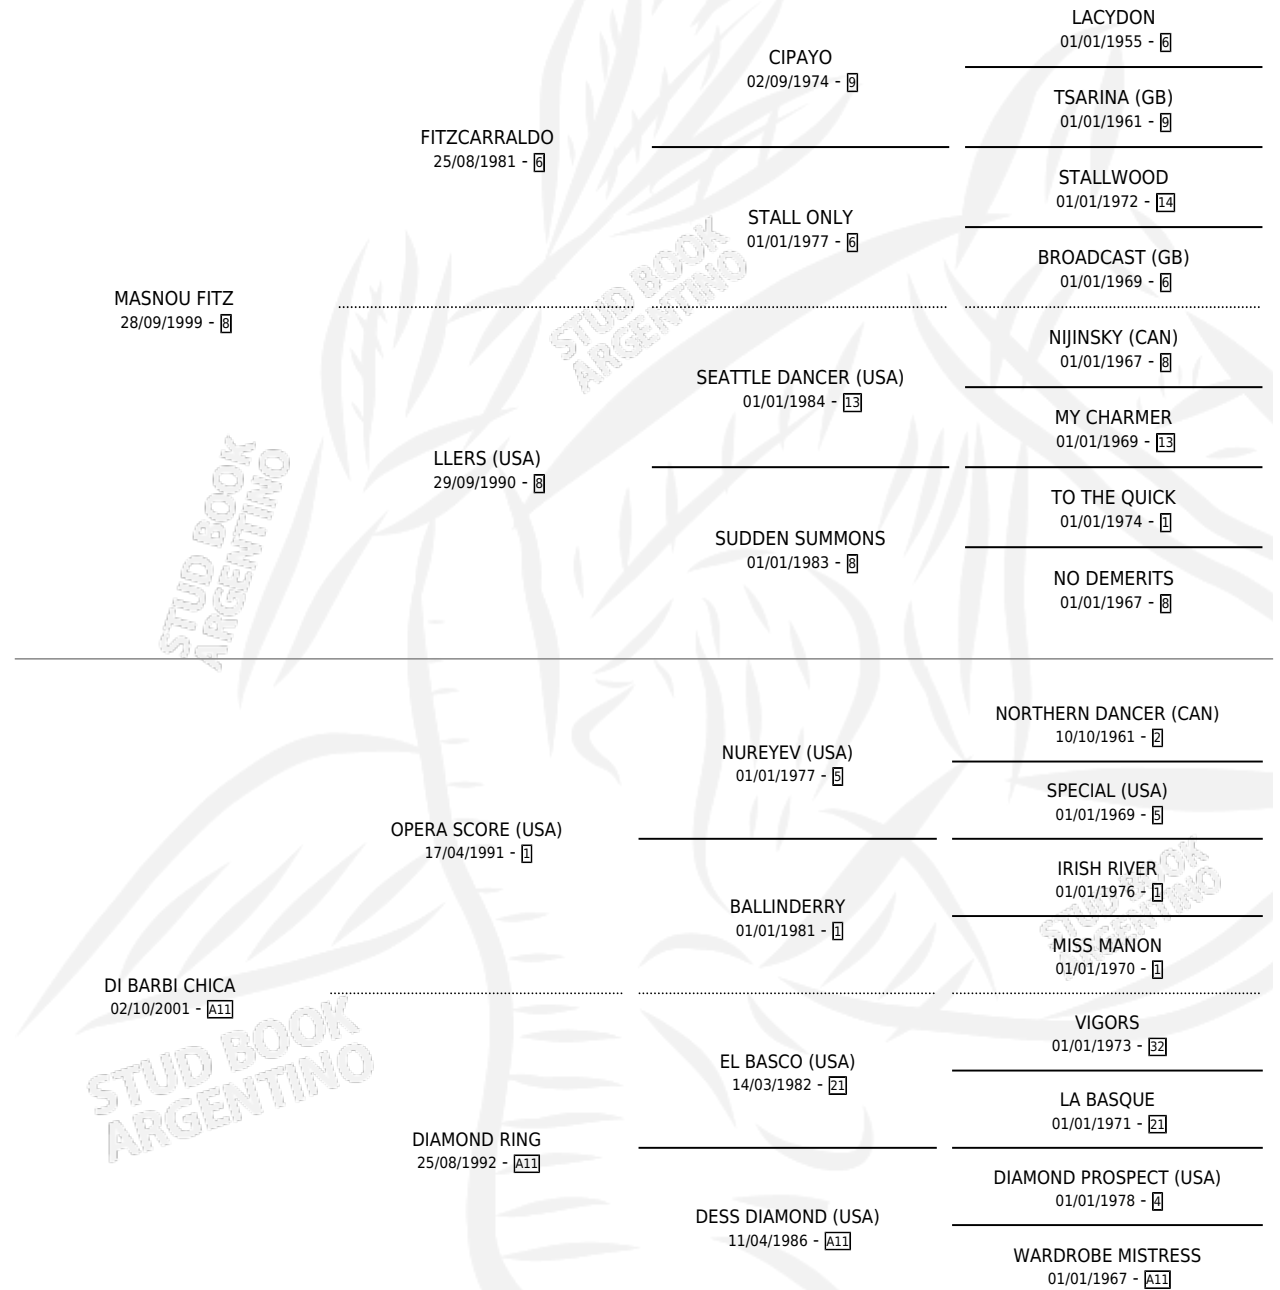 LACYDON
01/01/1955 - 6
CIPAYO
02/09/1974 - 9
TSARINA (GB)
01/01/1961 - 9
FITZCARRALDO
25/08/1981 - 6
STALLWOOD
01/01/1972 - 14
STALL ONLY
01/01/1977 - 6
BROADCAST (GB)
01/01/1969 - 6
MASNOU FITZ
28/09/1999 - 8
NIJINSKY (CAN)
01/01/1967 - 8
SEATTLE DANCER (USA)
01/01/1984 - 13
MY CHARMER
01/01/1969 - 13
LLERS (USA)
29/09/1990 - 8
TO THE QUICK
01/01/1974 - 1
SUDDEN SUMMONS
01/01/1983 - 8
NO DEMERITS
01/01/1967 - 8
NORTHERN DANCER (CAN)
10/10/1961 - 2
NUREYEV (USA)
01/01/1977 - 5
SPECIAL (USA)
01/01/1969 - 5
OPERA SCORE (USA)
17/04/1991 - 1
IRISH RIVER
01/01/1976 - 1
BALLINDERRY
01/01/1981 - 1
MISS MANON
01/01/1970 - 1
DI BARBI CHICA
02/10/2001 - A11
VIGORS
01/01/1973 - 32
EL BASCO (USA)
14/03/1982 - 21
LA BASQUE
01/01/1971 - 21
DIAMOND RING
25/08/1992 - A11
DIAMOND PROSPECT (USA)
01/01/1978 - 4
DESS DIAMOND (USA)
11/04/1986 - A11
WARDROBE MISTRESS
01/01/1967 - A11
STUD BOOK
ARGENTINO
STUD BOOK
ARGENTINO
STUD BOOK
ARGENTINO
STUD BOOK
ARGENTINO